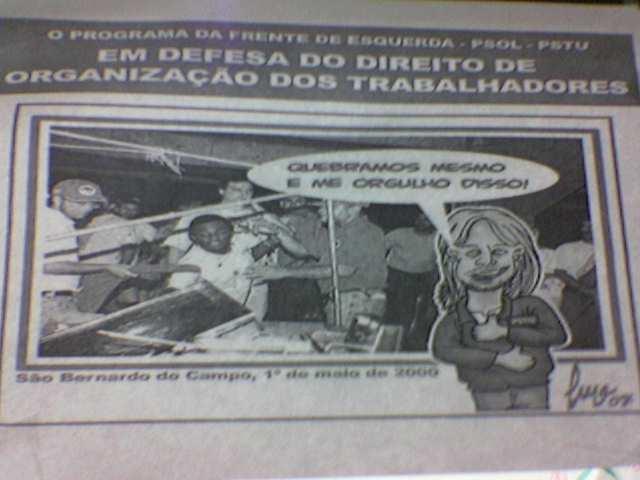 O PROGRAMA DA FRENTE DE ESQUERDA - PSOL - PSTU
EM DEFESA DO DIREITO DE
ORGANIZAÇÃO DOS TRABALHADORES
QUEBRAMOS MESMO
E ME ORGULHO DISSO!
São Bernardo do Campo, 1º de maio de 2000